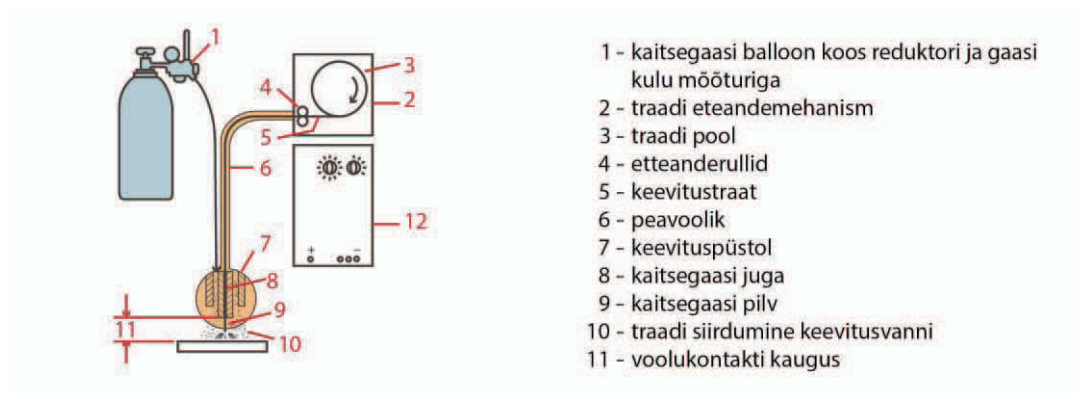 1
3
4
2
5
6
12
7
8
9
11
10
+
–
1 - kaitsegaasi balloon koos reduktori ja gaasi
kulu mõõturiga
2 - traadi eteandemehanism
3 - traadi pool
4 - etteanderullid
5 - keevitustraat
6 - peavoolik
7 - keevituspüstol
8 - kaitsegaasi juga
9 - kaitsegaasi pilv
10 - traadi siirdumine keevitusvanni
11 - voolukontakti kaugus